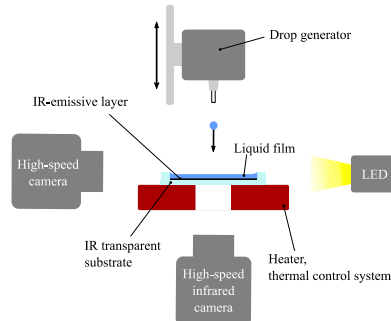 Drop generator
IR-emissive layer
Liquid film
High-speed
camera
LED
IR transparent
substrate
Heater,
thermal control system
High-speed
infrared
camera